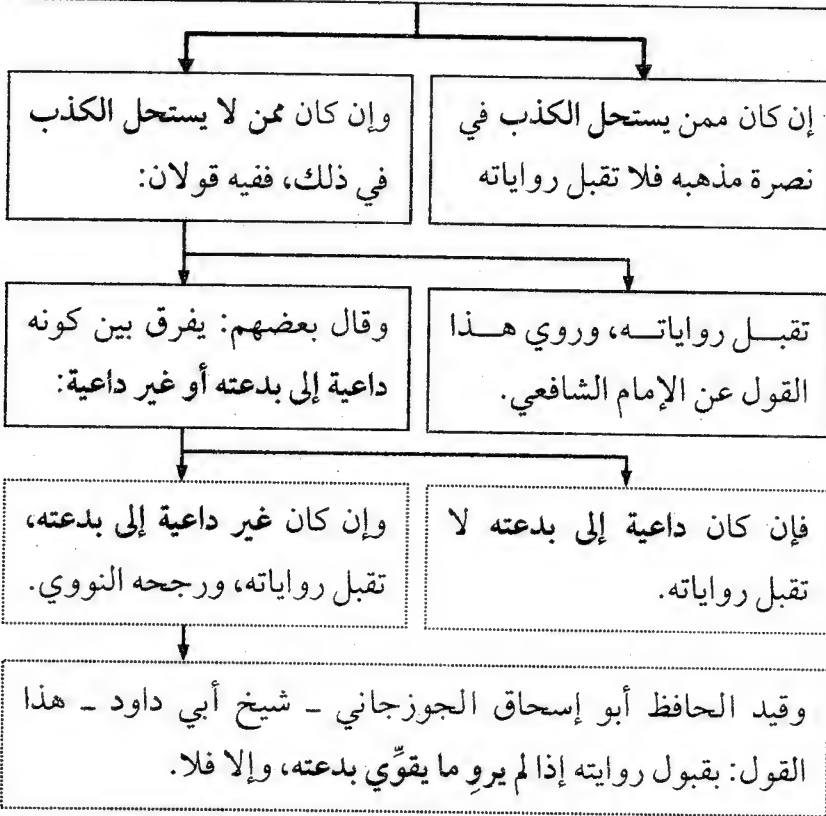 إن كان ممن يستحل الكذب في
نصرة مذهبه فلا تقبل رواياته
وإن كان ممن لا يستحل الكذب
في ذلك، ففيه قولان:
تقبـل رواياتـه، وروي هـذا
القول عن الإمام الشافعي.
وقال بعضهم: يفرق بين كونه
داعية إلى بدعته أو غير داعية:
فإن كان داعية إلى بدعته لا
تقبل رواياته.
وإن كان غير داعية إلى بدعته،
تقبل رواياته، ورجحه النووي.
وقيد الحافظ أبو إسحاق الجوزجاني ـ شيخ أبي داود ـ هذا
القول: بقبول روايته إذا لم يروِ ما يقوِّي بدعته، وإلا فلا.